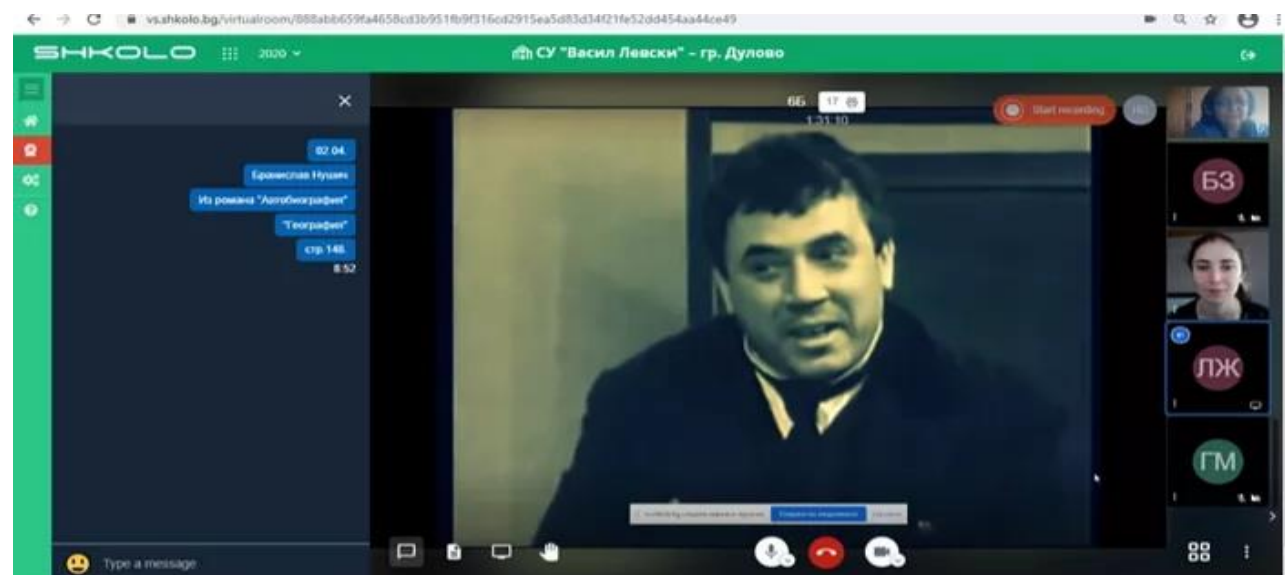 vs.shkolo.bg/virtualroom/888abb659fa4658cd3b951fb9f316cd2915ea5d83d34f21fe52dd454aa44ce49
SHKOLO
2020
СУ "Васил Левски" – гр. Дулово
6Б
17
1:31:10
Start recording
02.04.
Бранислав Нушич
Из романа "Автобиография"
"География"
стр. 148.
8:52
БЗ
ЛЖ
ГМ
Type a message